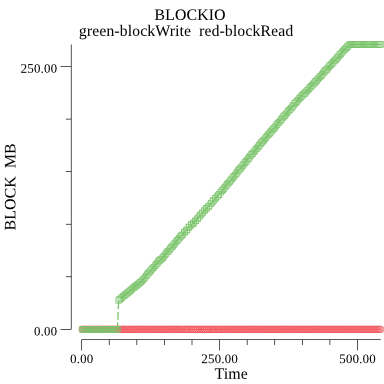 BLOCKIO
green-blockWrite  red-blockRead
250.00
BLOCK  MB
0.00
0.00
250.00
500.00
Time